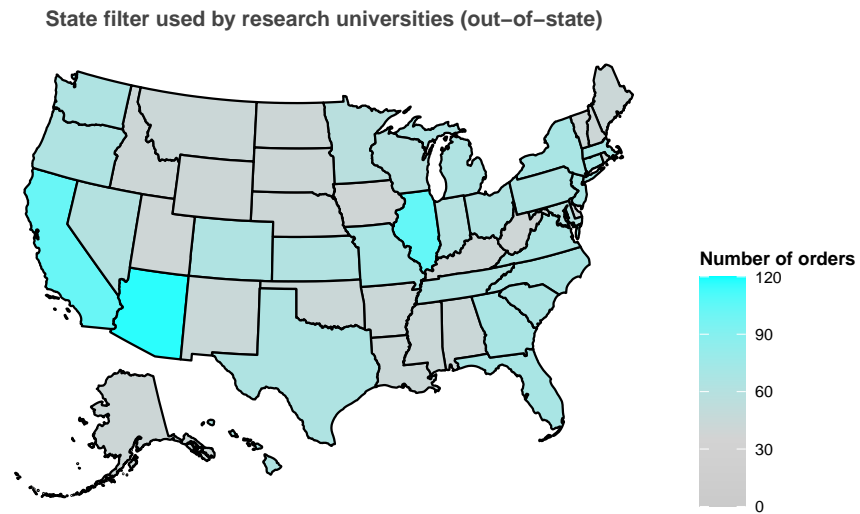 State filter used by research universities (out−of−state)
Number of orders
120
90
60
30
0